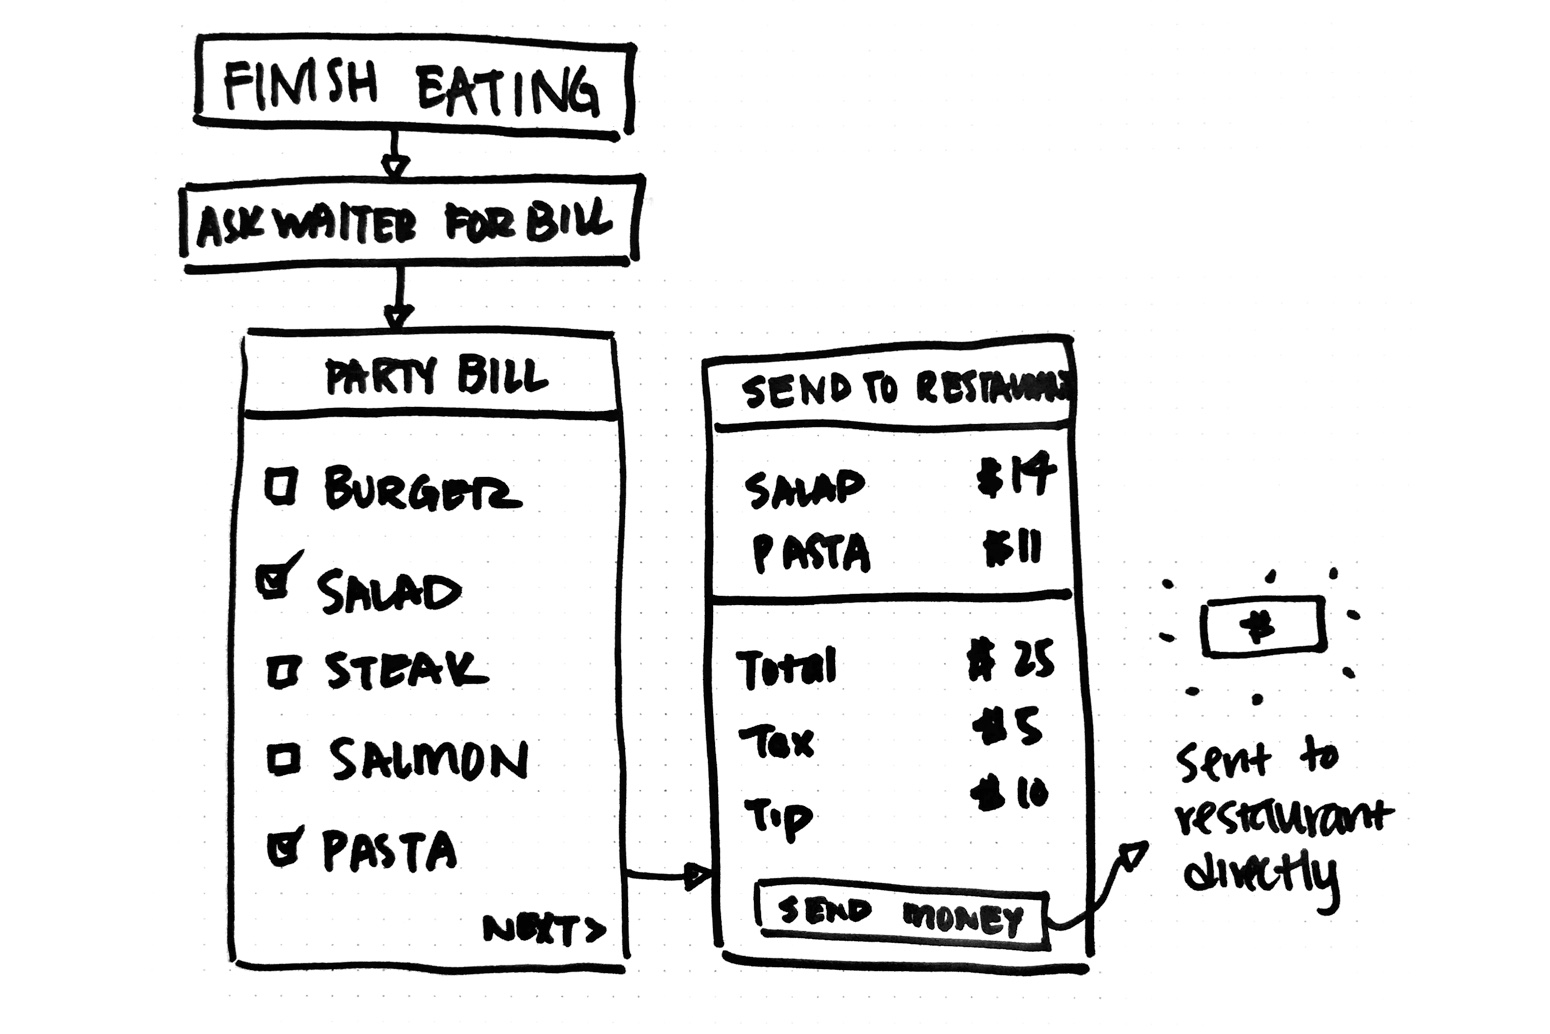 FINISH EATING
ASK WAITER FOR BILL
PARTY BILL
BURGER
SALAD
STEAK
SALMON
PASTA
NEXT >
SEND TO RESTAURANT
SALAD $14
PASTA $11
Total $25
Tax $5
Tip $10
SEND MONEY
$
sent to
restaurant
directly